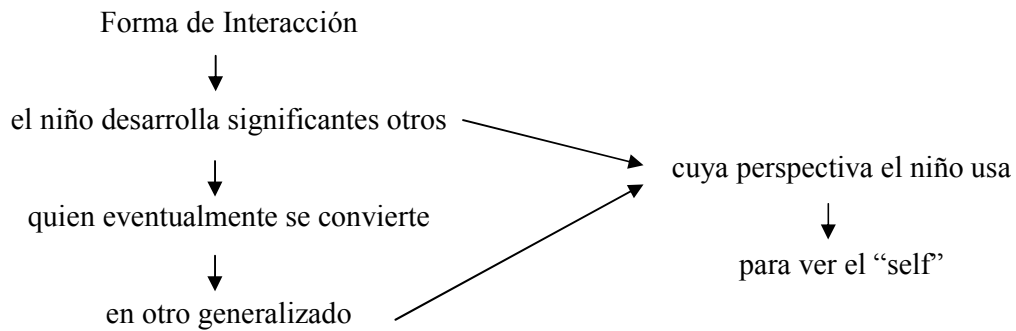 Forma de Interacción
el niño desarrolla significantes otros
quien eventualmente se convierte
en otro generalizado
cuya perspectiva el niño usa
para ver el “self”